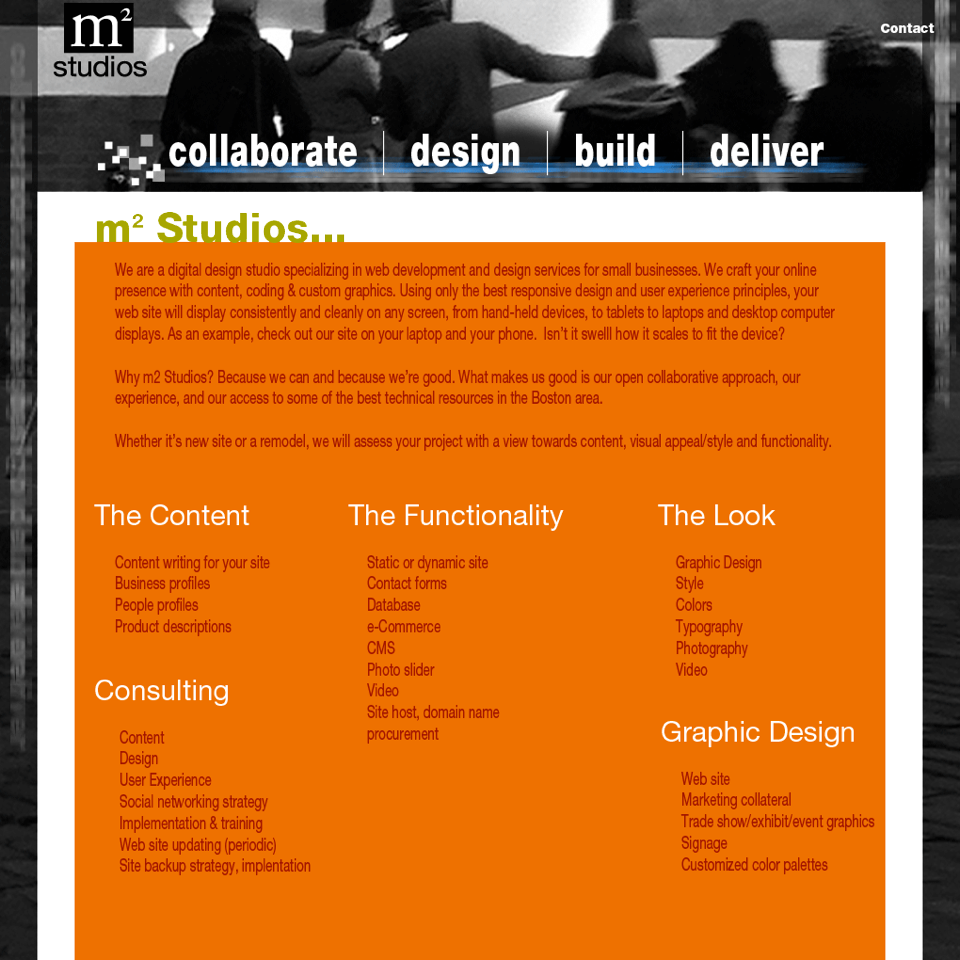 m²
studios
Contact
collaborate | design | build | deliver
m² Studios...
We are a digital design studio specializing in web development and design services for small businesses. We craft your online
presence with content, coding & custom graphics. Using only the best responsive design and user experience principles, your
web site will display consistently and cleanly on any screen, from hand-held devices, to tablets to laptops and desktop computer
displays. As an example, check out our site on your laptop and your phone.  Isn't it swelll how it scales to fit the device?
Why m2 Studios? Because we can and because we're good. What makes us good is our open collaborative approach, our
experience, and our access to some of the best technical resources in the Boston area.
Whether it's new site or a remodel, we will assess your project with a view towards content, visual appeal/style and functionality.
The Content
Content writing for your site
Business profiles
People profiles
Product descriptions
Consulting
Content
Design
User Experience
Social networking strategy
Implementation & training
Web site updating (periodic)
Site backup strategy, implentation
The Functionality
Static or dynamic site
Contact forms
Database
e-Commerce
CMS
Photo slider
Video
Site host, domain name
procurement
The Look
Graphic Design
Style
Colors
Typography
Photography
Video
Graphic Design
Web site
Marketing collateral
Trade show/exhibit/event graphics
Signage
Customized color palettes